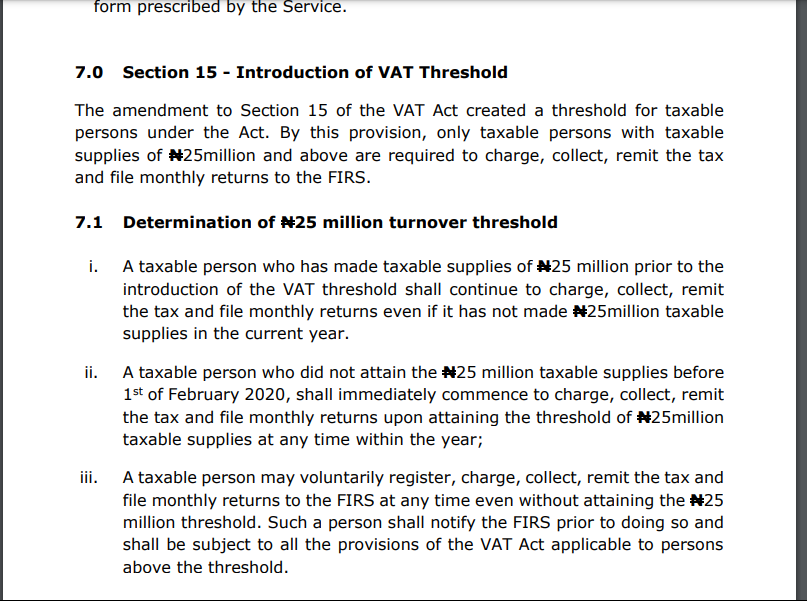 form prescribed by the Service.
7.0 Section 15 - Introduction of VAT Threshold
The amendment to Section 15 of the VAT Act created a threshold for taxable
persons under the Act. By this provision, only taxable persons with taxable
supplies of ₦25million and above are required to charge, collect, remit the tax
and file monthly returns to the FIRS.
7.1 Determination of ₦25 million turnover threshold
i. A taxable person who has made taxable supplies of ₦25 million prior to the
introduction of the VAT threshold shall continue to charge, collect, remit
the tax and file monthly returns even if it has not made ₦25million taxable
supplies in the current year.
ii. A taxable person who did not attain the ₦25 million taxable supplies before
1st of February 2020, shall immediately commence to charge, collect, remit
the tax and file monthly returns upon attaining the threshold of ₦25million
taxable supplies at any time within the year;
iii. A taxable person may voluntarily register, charge, collect, remit the tax and
file monthly returns to the FIRS at any time even without attaining the ₦25
million threshold. Such a person shall notify the FIRS prior to doing so and
shall be subject to all the provisions of the VAT Act applicable to persons
above the threshold.